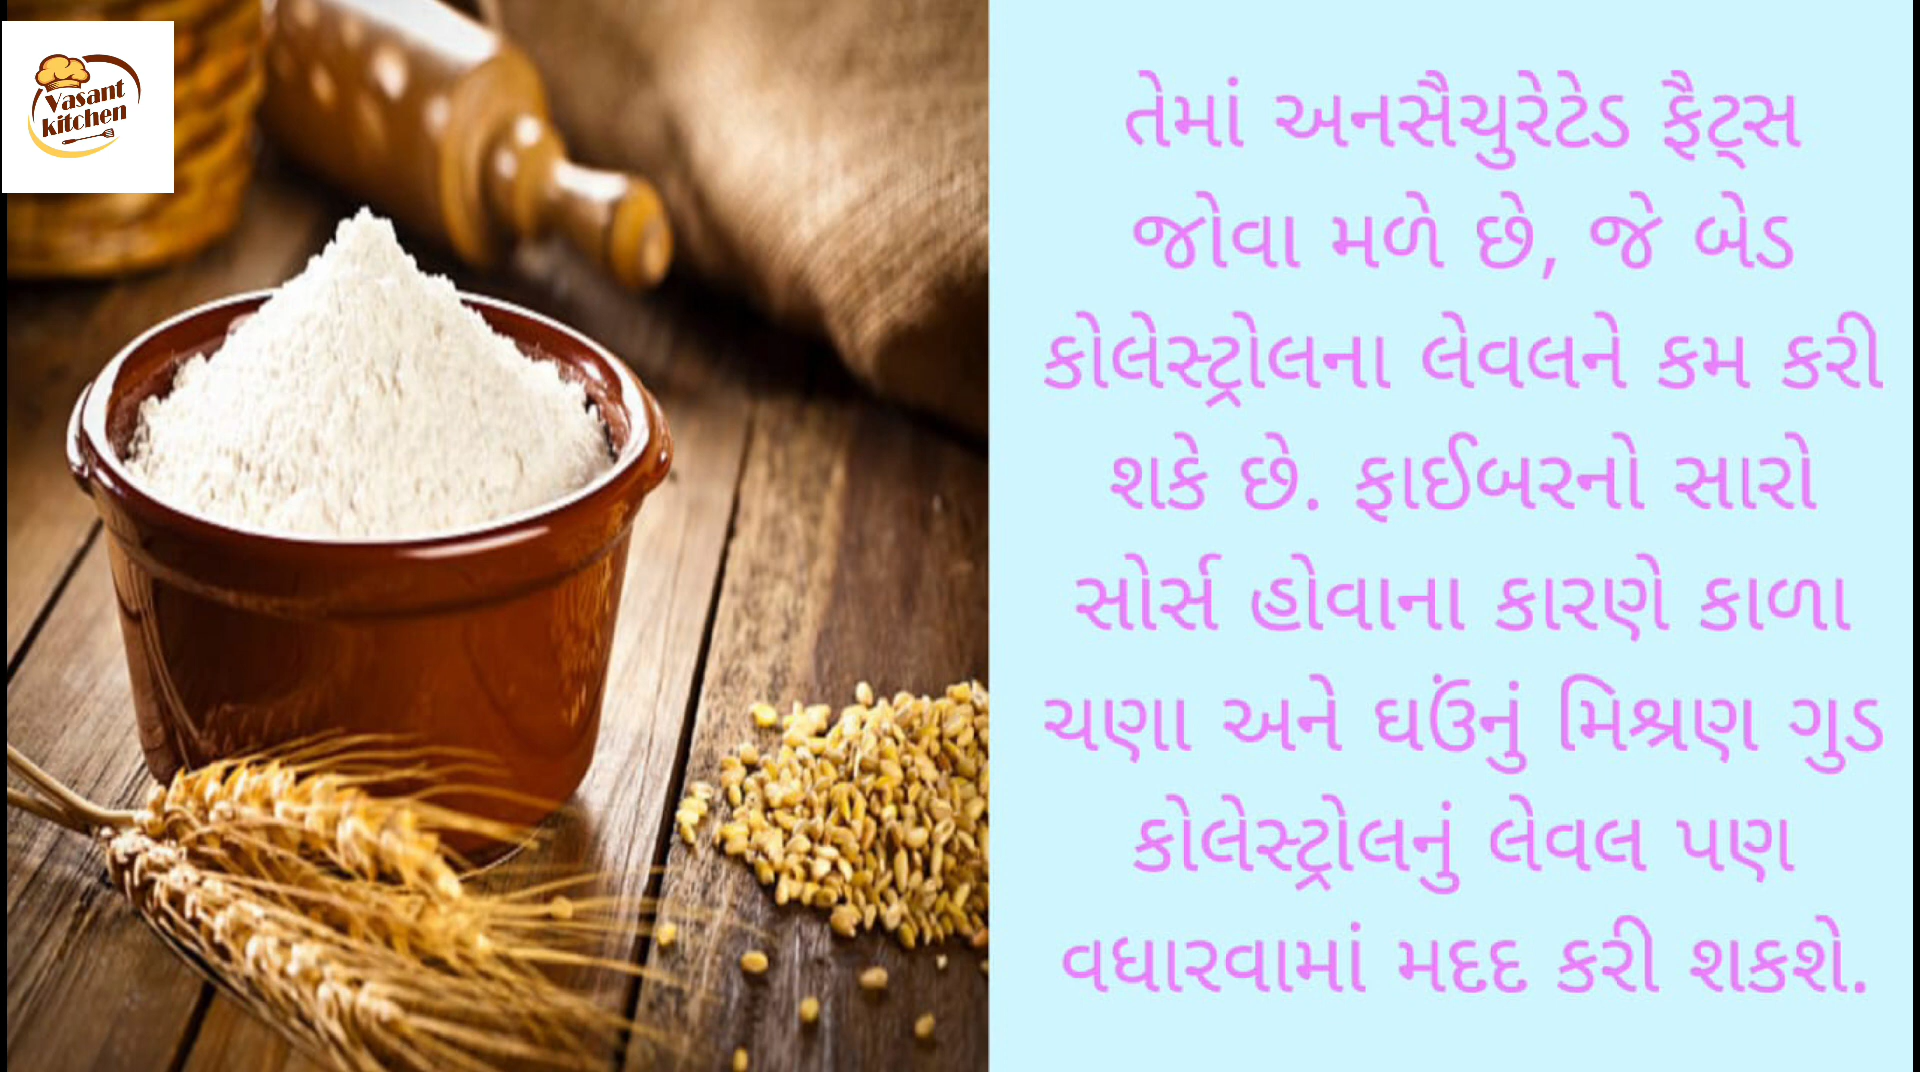 Vasant
kitchen
તેમાં અનસૈચુરેટેડ ફૈટ્સ
જોવા મળે છે, જે બેડ
કોલેસ્ટ્રોલના લેવલને કમ કરી
શકે છે. ફાઈબરનો સારો
સોર્સ હોવાના કારણે કાળા
ચણા અને ઘઉંનું મિશ્રણ ગુડ
કોલેસ્ટ્રોલનું લેવલ પણ
વધારવામાં મદદ કરી શકશે.